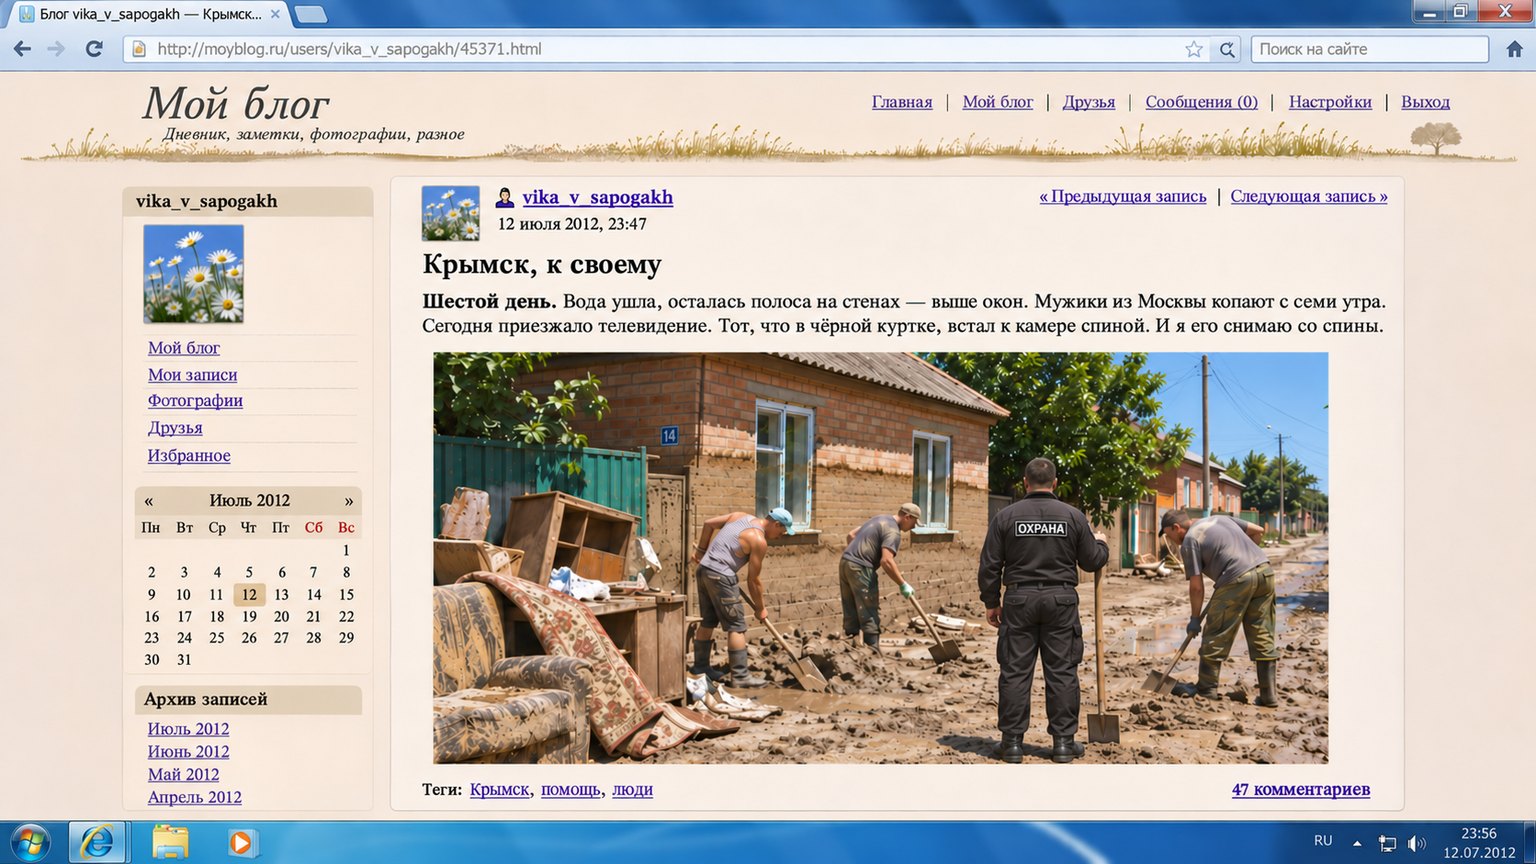 Блог vika_v_sapogakh — Крымск...
http://moyblog.ru/users/vika_v_sapogakh/45371.html
Поиск на сайте
Мой блог
Дневник, заметки, фотографии, разное
Главная | Мой блог | Друзья | Сообщения (0) | Настройки | Выход
vika_v_sapogakh
Мой блог
Мои записи
Фотографии
Друзья
Избранное
« Июль 2012 »
Пн Вт Ср Чт Пт Сб Вс
1
2 3 4 5 6 7 8
9 10 11 12 13 14 15
16 17 18 19 20 21 22
23 24 25 26 27 28 29
30 31
Архив записей
Июль 2012
Июнь 2012
Май 2012
Апрель 2012
vika_v_sapogakh
12 июля 2012, 23:47
« Предыдущая запись | Следующая запись »
Крымск, к своему
Шестой день. Вода ушла, осталась полоса на стенах — выше окон. Мужики из Москвы копают с семи утра.
Сегодня приезжало телевидение. Тот, что в чёрной куртке, встал к камере спиной. И я его снимаю со спины.
14
ОХРАНА
Теги: Крымск, помощь, люди
47 комментариев
RU
23:56
12.07.2012